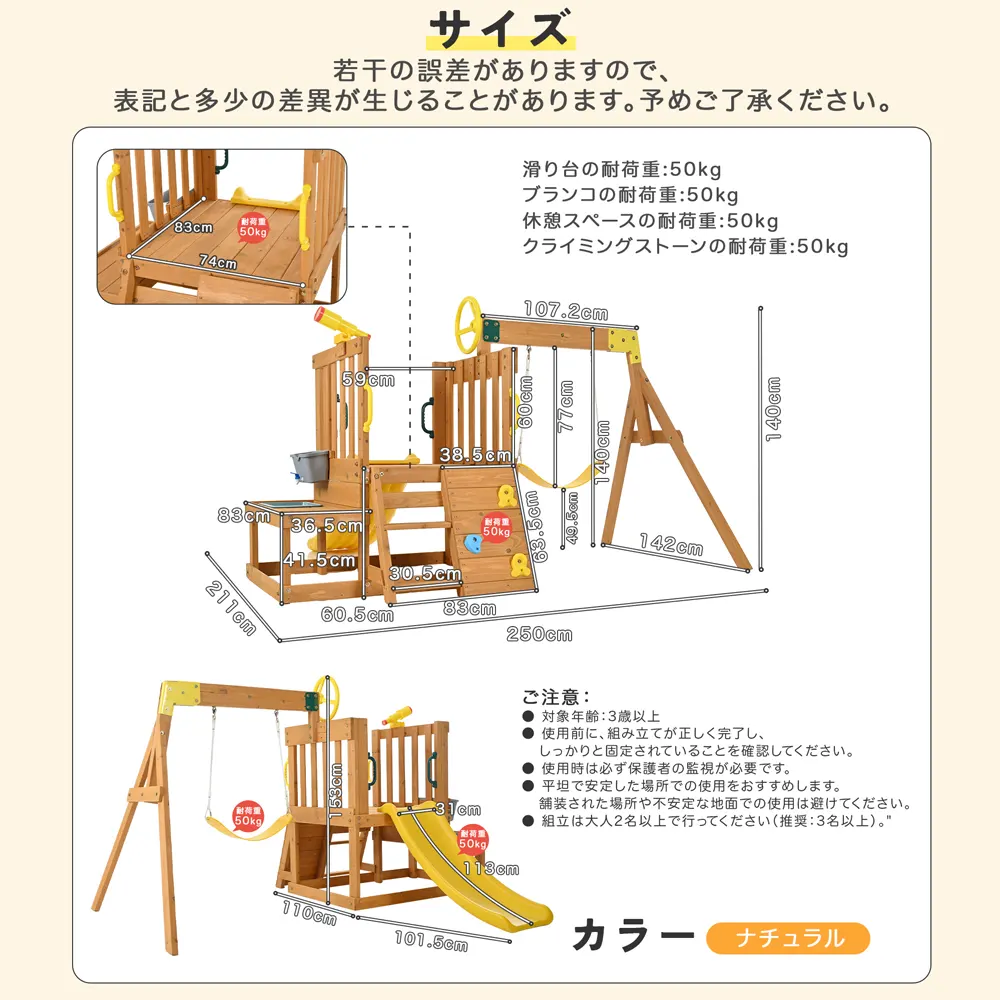 サイズ
若干の誤差がありますので、
表記と多少の差異が生じることがあります。予めご了承ください。
滑り台の耐荷重:50kg
ブランコの耐荷重:50kg
休憩スペースの耐荷重:50kg
クライミングストーンの耐荷重:50kg
耐荷重
50kg
83cm
74cm
107.2cm
59cm
60cm
77cm
140cm
140cm
38.5cm
83cm
36.5cm
耐荷重
50kg
63.5cm
49.5cm
142cm
41.5cm
30.5cm
211cm
60.5cm
83cm
250cm
153cm
31cm
耐荷重
50kg
耐荷重
50kg
113cm
110cm
101.5cm
ご注意:
● 対象年齢:3歳以上
● 使用前に、組み立てが正しく完了し、
しっかりと固定されていることを確認してください。
● 使用時は必ず保護者の監視が必要です。
● 平坦で安定した場所での使用をおすすめします。
舗装された場所や不安定な地面での使用は避けてください。
● 組立は大人2名以上で行ってください(推奨:3名以上)。"
カラー ナチュラル